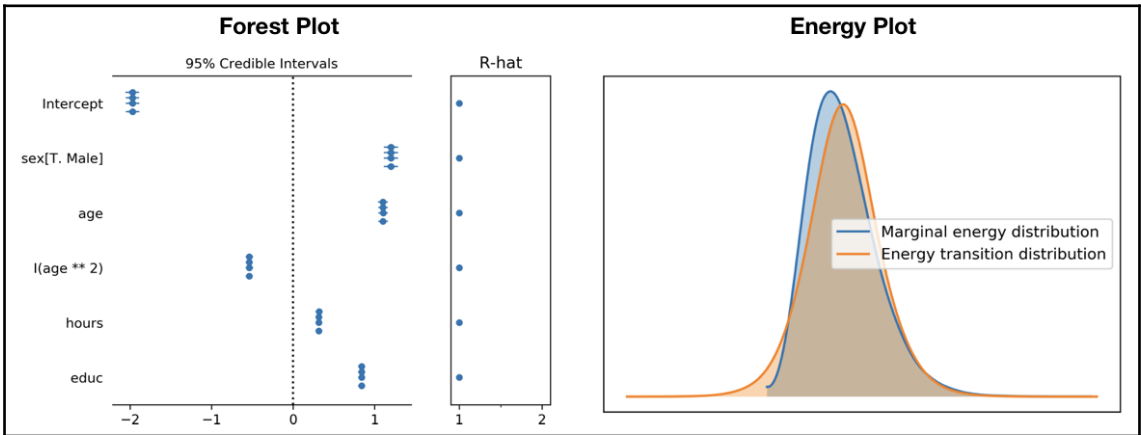 Forest Plot
95% Credible Intervals
R-hat
Intercept
sex[T. Male]
age
I(age ** 2)
hours
educ
−2 −1 0 1
1 2
Energy Plot
Marginal energy distribution
Energy transition distribution